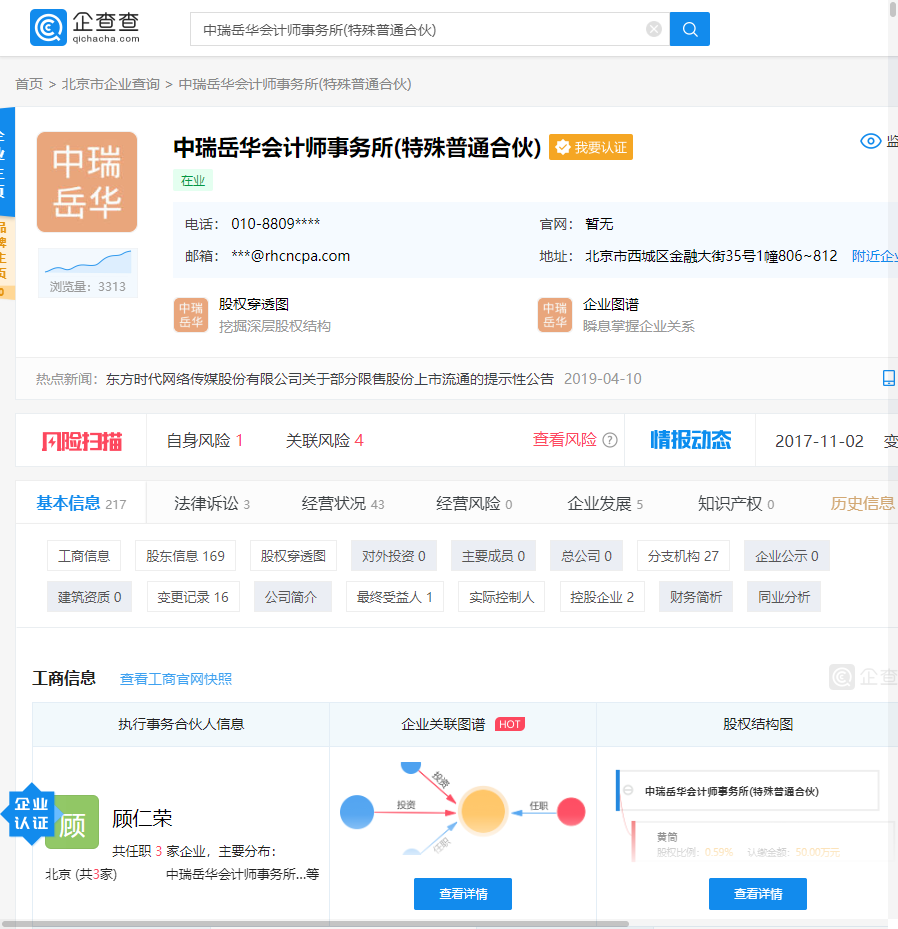 企查查
qichacha.com
中瑞岳华会计师事务所(特殊普通合伙)
首页 > 北京市企业查询 > 中瑞岳华会计师事务所(特殊普通合伙)
企业主页
品牌主页
中瑞岳华
中瑞岳华会计师事务所(特殊普通合伙) 我要认证
在业
电话： 010-8809**** 官网： 暂无
邮箱： ***@rhcncpa.com 地址： 北京市西城区金融大街35号1幢806~812 附近企业
浏览量：3313
中瑞岳华 股权穿透图 中瑞岳华 企业图谱
挖掘深层股权结构 瞬息掌握企业关系
热点新闻： 东方时代网络传媒股份有限公司关于部分限售股份上市流通的提示性公告 2019-04-10
风险扫描 自身风险 1 关联风险 4 查看风险 ? 情报动态 2017-11-02 变
基本信息 217 法律诉讼 3 经营状况 43 经营风险 0 企业发展 5 知识产权 0 历史信息
工商信息 股东信息 169 股权穿透图 对外投资 0 主要成员 0 总公司 0 分支机构 27 企业公示 0
建筑资质 0 变更记录 16 公司简介 最终受益人 1 实际控制人 控股企业 2 财务简析 同业分析
工商信息 查看工商官网快照 企查
执行事务合伙人信息 企业关联图谱 HOT 股权结构图
企业认证
顾 顾仁荣
共任职 3 家企业，主要分布：
北京 (共3家) 中瑞岳华会计师事务所...等
投资
投资
任职
任职
查看详情
中瑞岳华会计师事务所(特殊普通合伙)
黄简
股权比例：0.59% 认缴金额：50.00万元
查看详情